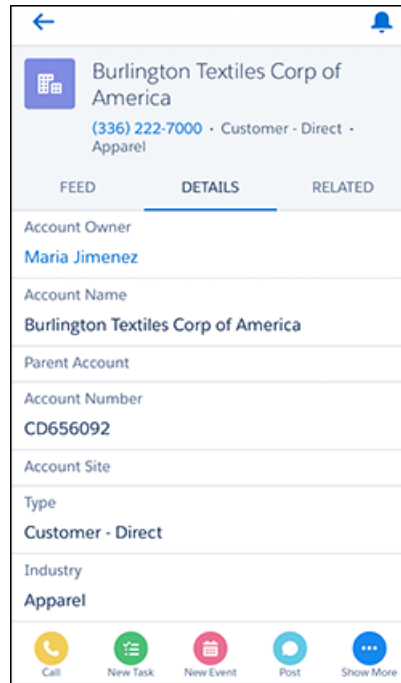 Burlington Textiles Corp of
America
(336) 222-7000 · Customer - Direct ·
Apparel
FEED DETAILS RELATED
Account Owner
Maria Jimenez
Account Name
Burlington Textiles Corp of America
Parent Account
Account Number
CD656092
Account Site
Type
Customer - Direct
Industry
Apparel
Call New Task New Event Post Show More